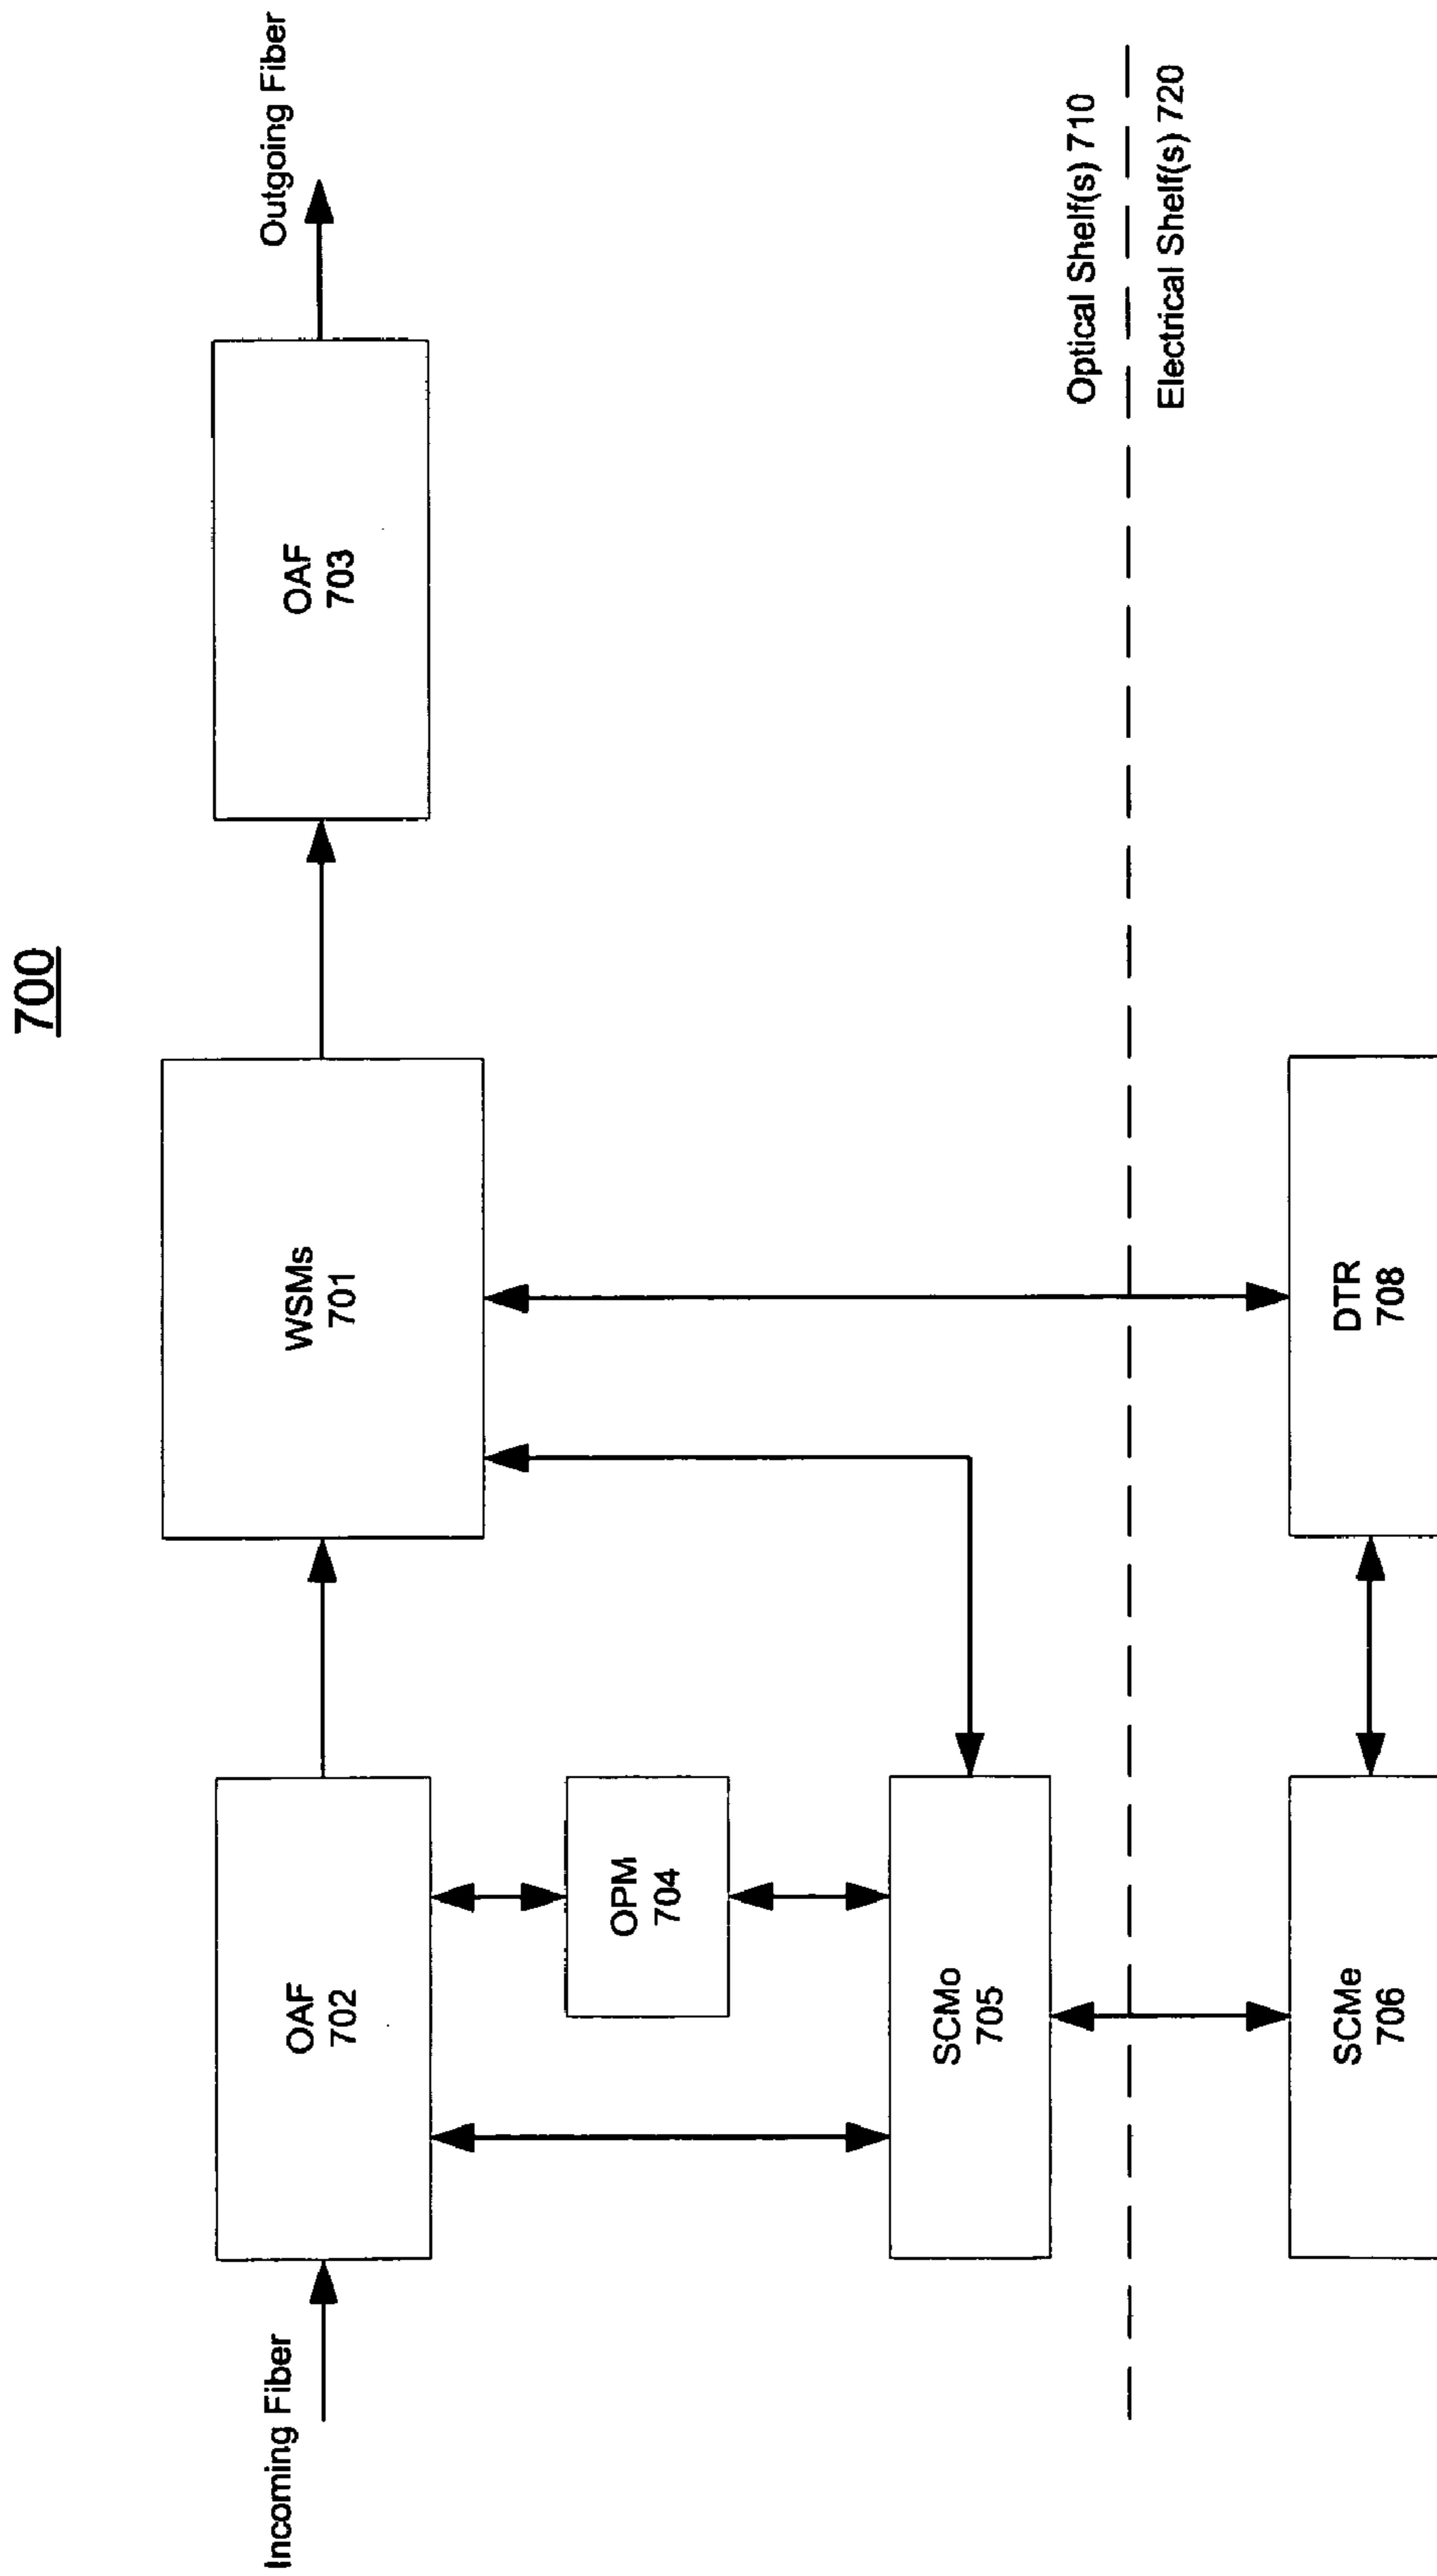 700
Incoming Fiber
OAF
702
WSMs
701
OAF
703
Outgoing Fiber
OPM
704
SCMo
705
Optical Shelf(s) 710
Electrical Shelf(s) 720
SCMe
706
DTR
708